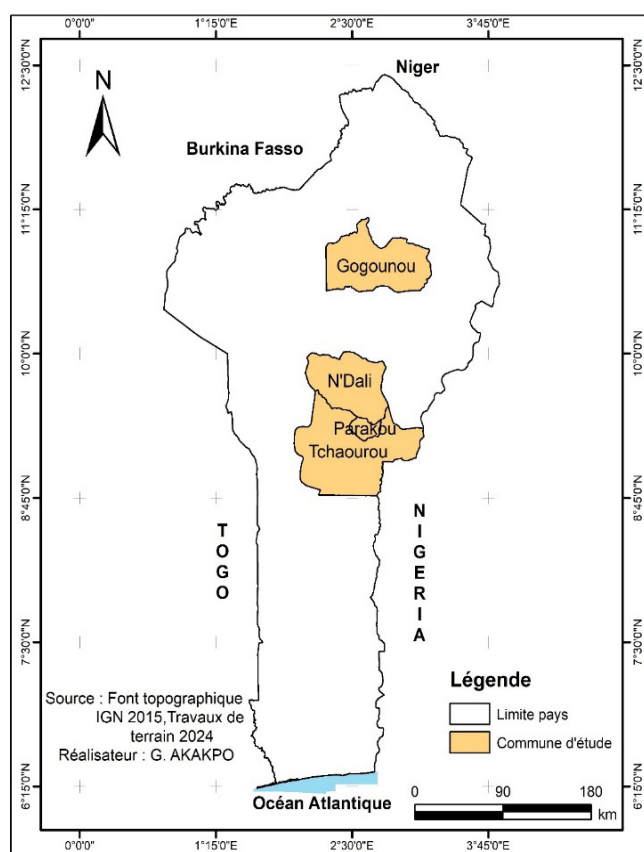 0°0'0"
1°15'0"E
2°30'0"E
3°45'0"E
12°30'0"N
12°30'0"N
N
Niger
Burkina Fasso
11°15'0"N
11°15'0"N
Gogounou
10°0'0"N
10°0'0"N
N'Dali
Parakou
Tchaourou
8°45'0"N
8°45'0"N
TOGO
NIGERIA
7°30'0"N
7°30'0"N
Légende
Limite pays
Commune d'étude
Source : Font topographique
IGN 2015,Travaux de
terrain 2024
Réalisateur : G. AKAKPO
6°15'0"N
6°15'0"N
Océan Atlantique
0 90 180
km
0°0'0"
1°15'0"E
2°30'0"E
3°45'0"E